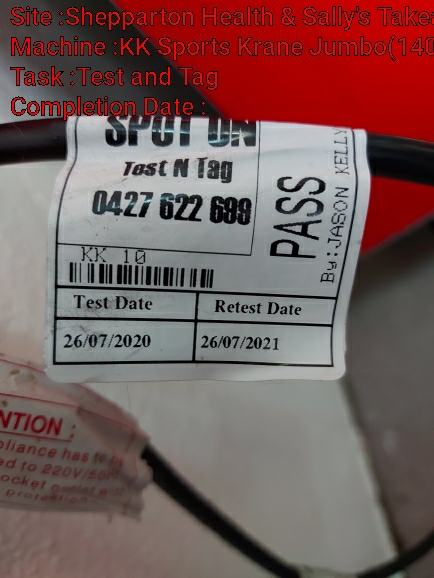 Site :Shepparton Health & Sally's Take
Machine :KK Sports Krane Jumbo(140
Task :Test and Tag
Completion Date :
SPOT ON
Test N Tag
0427 622 699
PASS
By: JASON KELLY
KK 10
Test Date
Retest Date
26/07/2020
26/07/2021
NTION :
pliance has to
ed to 220V/50
ocket outlet
protection